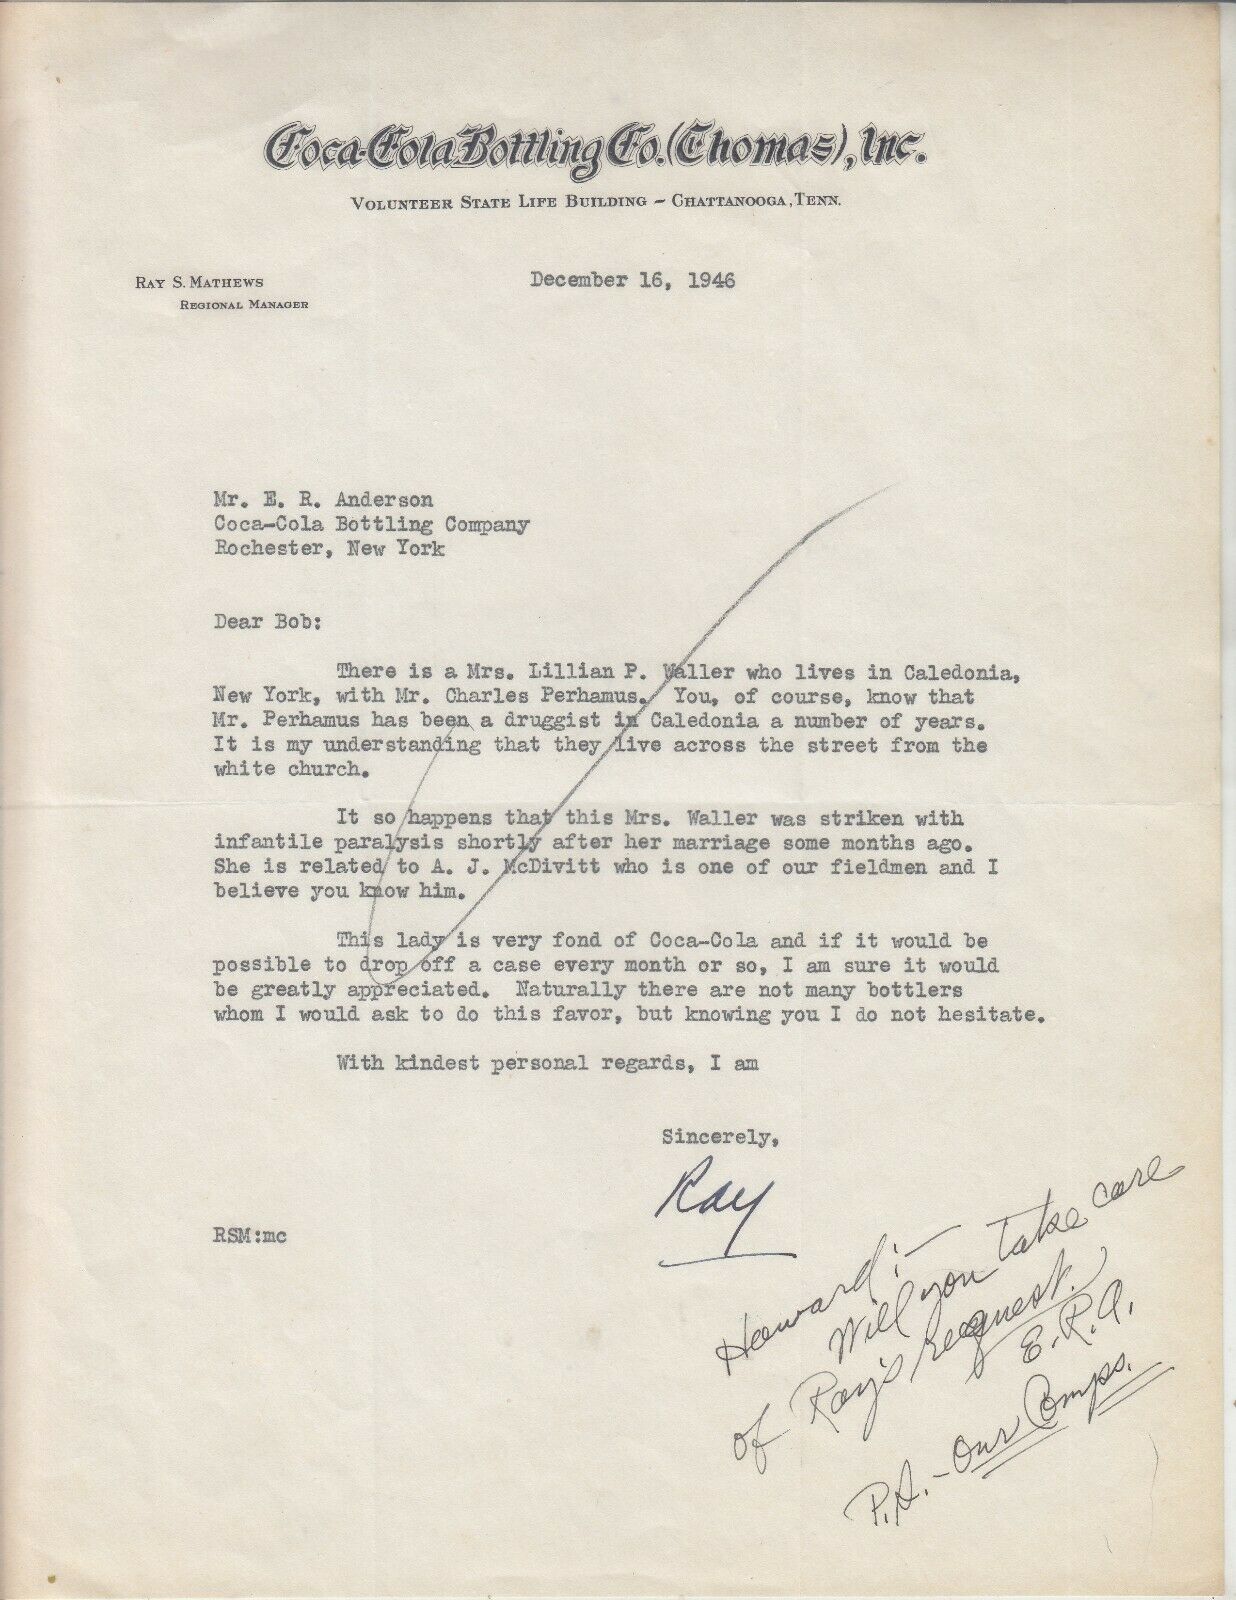 Coca-Cola Bottling Co. (Thomas), Inc.
Volunteer State Life Building - Chattanooga, Tenn.
Ray S. Mathews
Regional Manager
December 16, 1946
Mr. E. R. Anderson
Coca-Cola Bottling Company
Rochester, New York
Dear Bob:
There is a Mrs. Lillian P. Waller who lives in Caledonia,
New York, with Mr. Charles Perhamus. You, of course, know that
Mr. Perhamus has been a druggist in Caledonia a number of years.
It is my understanding that they live across the street from the
white church.
It so happens that this Mrs. Waller was striken with
infantile paralysis shortly after her marriage some months ago.
She is related to A. J. McDivitt who is one of our fieldmen and I
believe you know him.
This lady is very fond of Coca-Cola and if it would be
possible to drop off a case every month or so, I am sure it would
be greatly appreciated. Naturally there are not many bottlers
whom I would ask to do this favor, but knowing you I do not hesitate.
With kindest personal regards, I am
Sincerely,
Ray
RSM:mc
Howard:-
Will you take care
of Ray's request.
E.R.A.
P.S.- Our Comps.